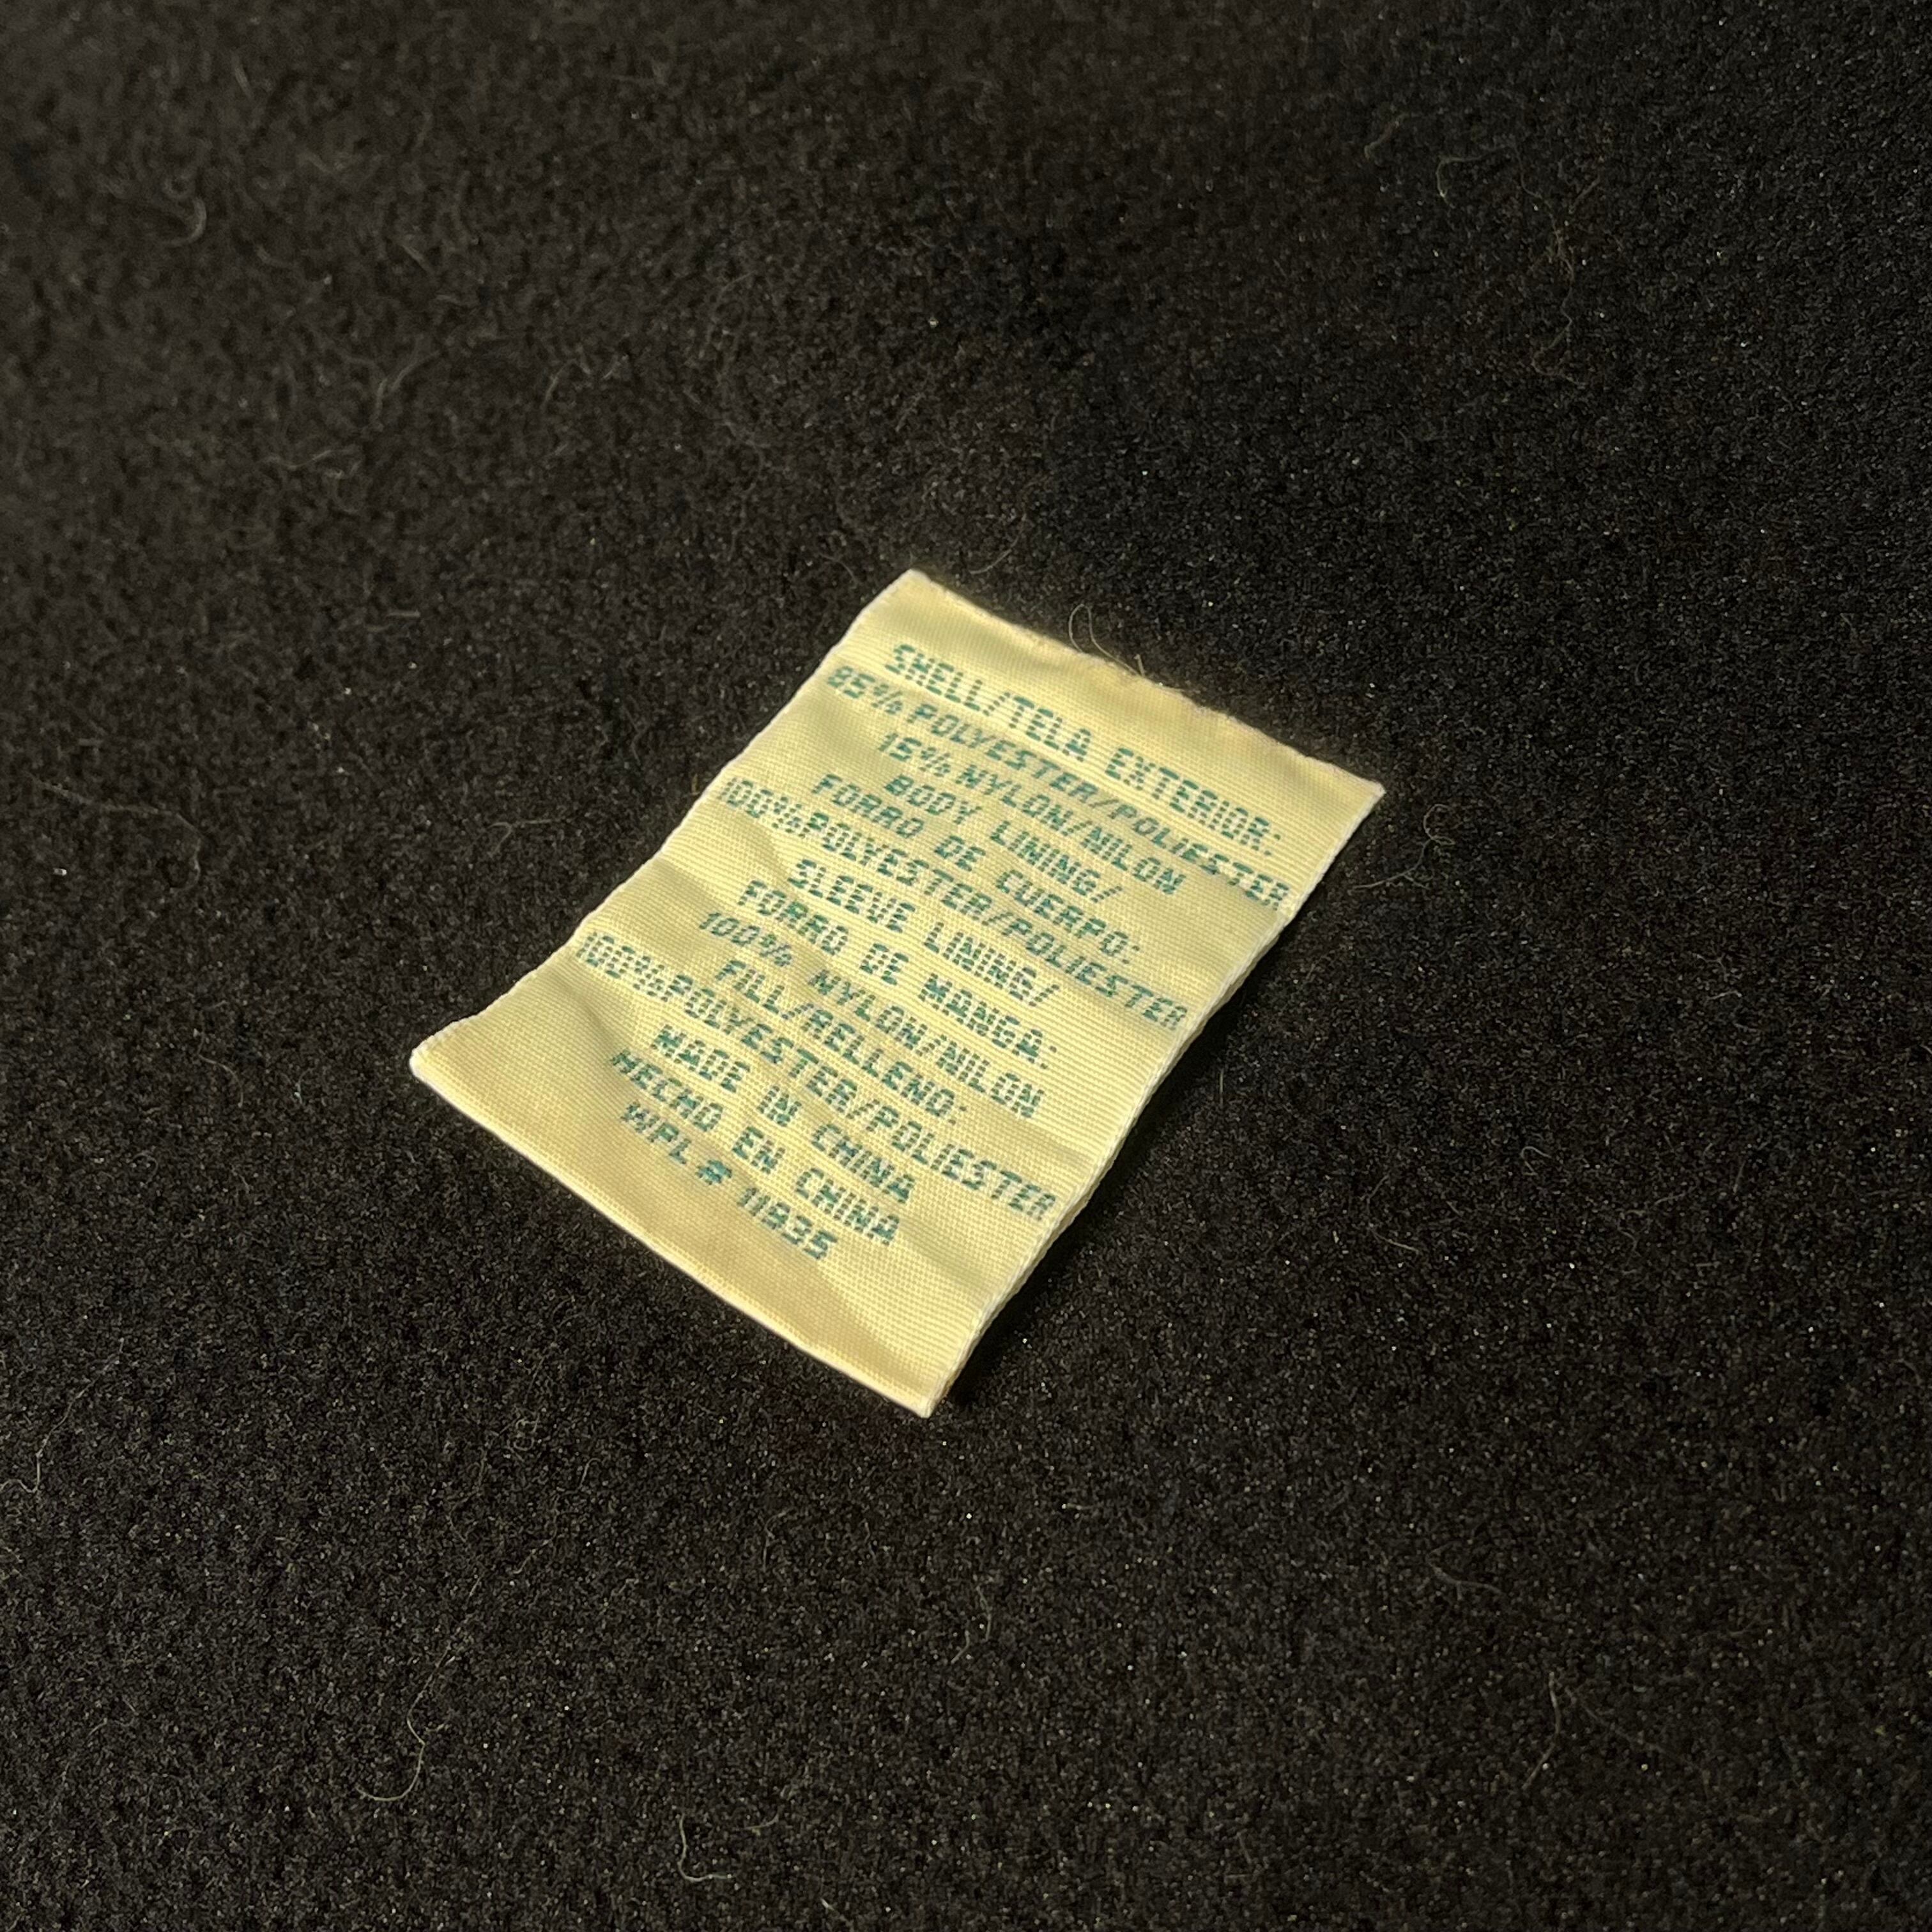 SHELL/TELA EXTERIOR:
85% POLYESTER/POLIESTER
15% NYLON/NILON
BODY LINING/
FORRO DE CUERPO:
100%POLYESTER/POLIESTER
SLEEVE LINING/
FORRO DE MANGA:
100% NYLON/NILON
FILL/RELLENO:
100%POLYESTER/POLIESTER
MADE IN CHINA
HECHO EN CHINA
WPL # 11935